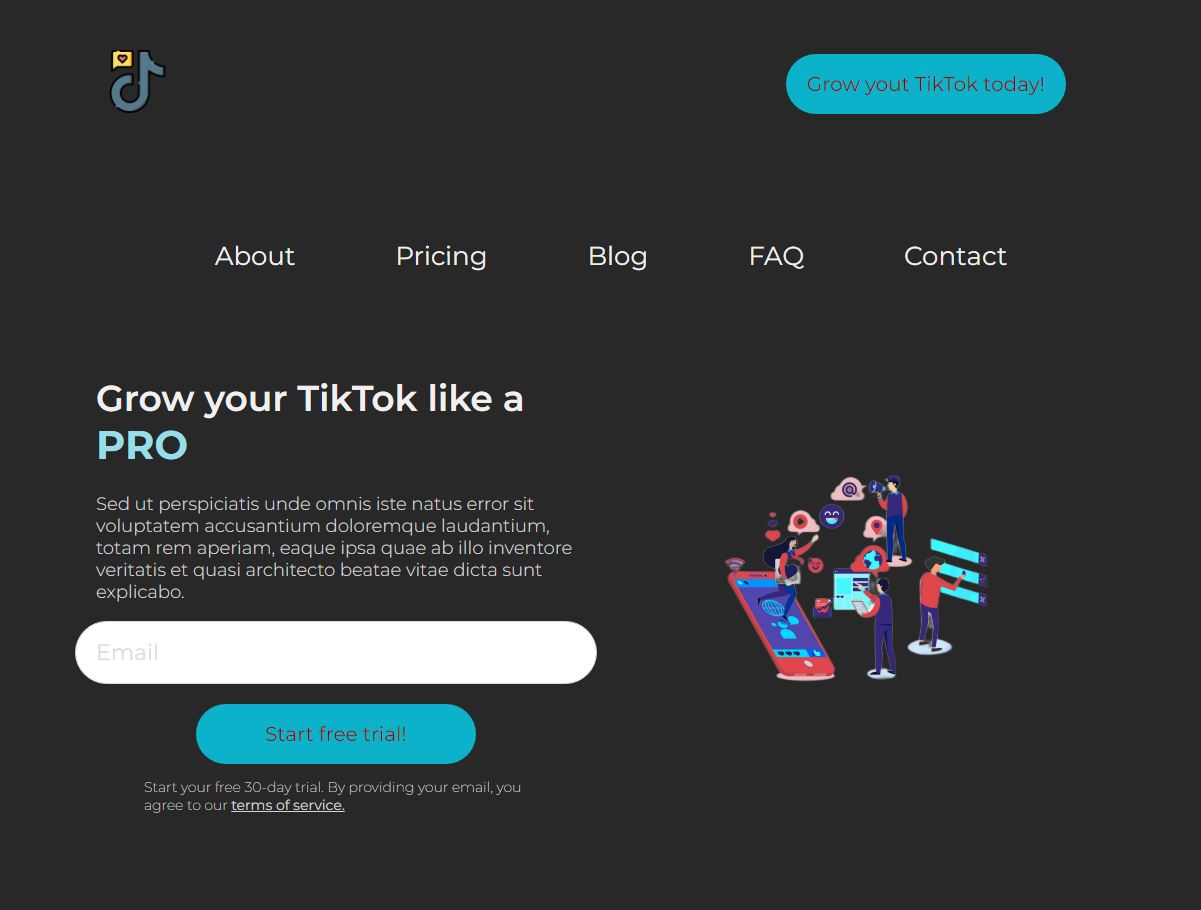 Grow yout TikTok today!
About Pricing Blog FAQ Contact
Grow your TikTok like a
PRO
Sed ut perspiciatis unde omnis iste natus error sit
voluptatem accusantium doloremque laudantium,
totam rem aperiam, eaque ipsa quae ab illo inventore
veritatis et quasi architecto beatae vitae dicta sunt
explicabo.
Email
Start free trial!
Start your free 30-day trial. By providing your email, you
agree to our terms of service.